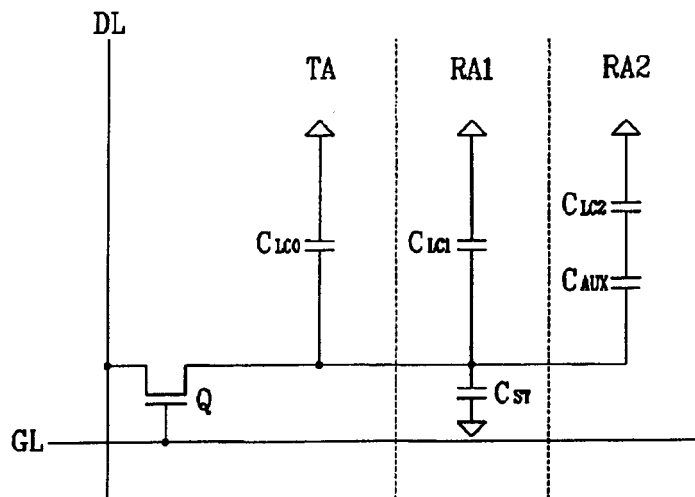 DL
TA RA1 RA2
CLC2
CLC0 CLC1
CAUX
Q CST
GL